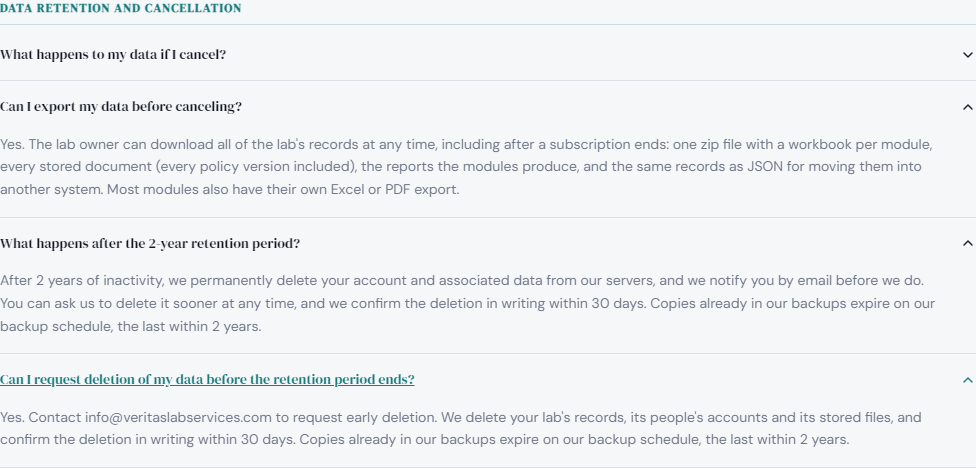 DATA RETENTION AND CANCELLATION
What happens to my data if I cancel?
Can I export my data before canceling?
Yes. The lab owner can download all of the lab's records at any time, including after a subscription ends: one zip file with a workbook per module,
every stored document (every policy version included), the reports the modules produce, and the same records as JSON for moving them into
another system. Most modules also have their own Excel or PDF export.
What happens after the 2-year retention period?
After 2 years of inactivity, we permanently delete your account and associated data from our servers, and we notify you by email before we do.
You can ask us to delete it sooner at any time, and we confirm the deletion in writing within 30 days. Copies already in our backups expire on our
backup schedule, the last within 2 years.
Can I request deletion of my data before the retention period ends?
Yes. Contact info@veritaslabservices.com to request early deletion. We delete your lab's records, its people's accounts and its stored files, and
confirm the deletion in writing within 30 days. Copies already in our backups expire on our backup schedule, the last within 2 years.